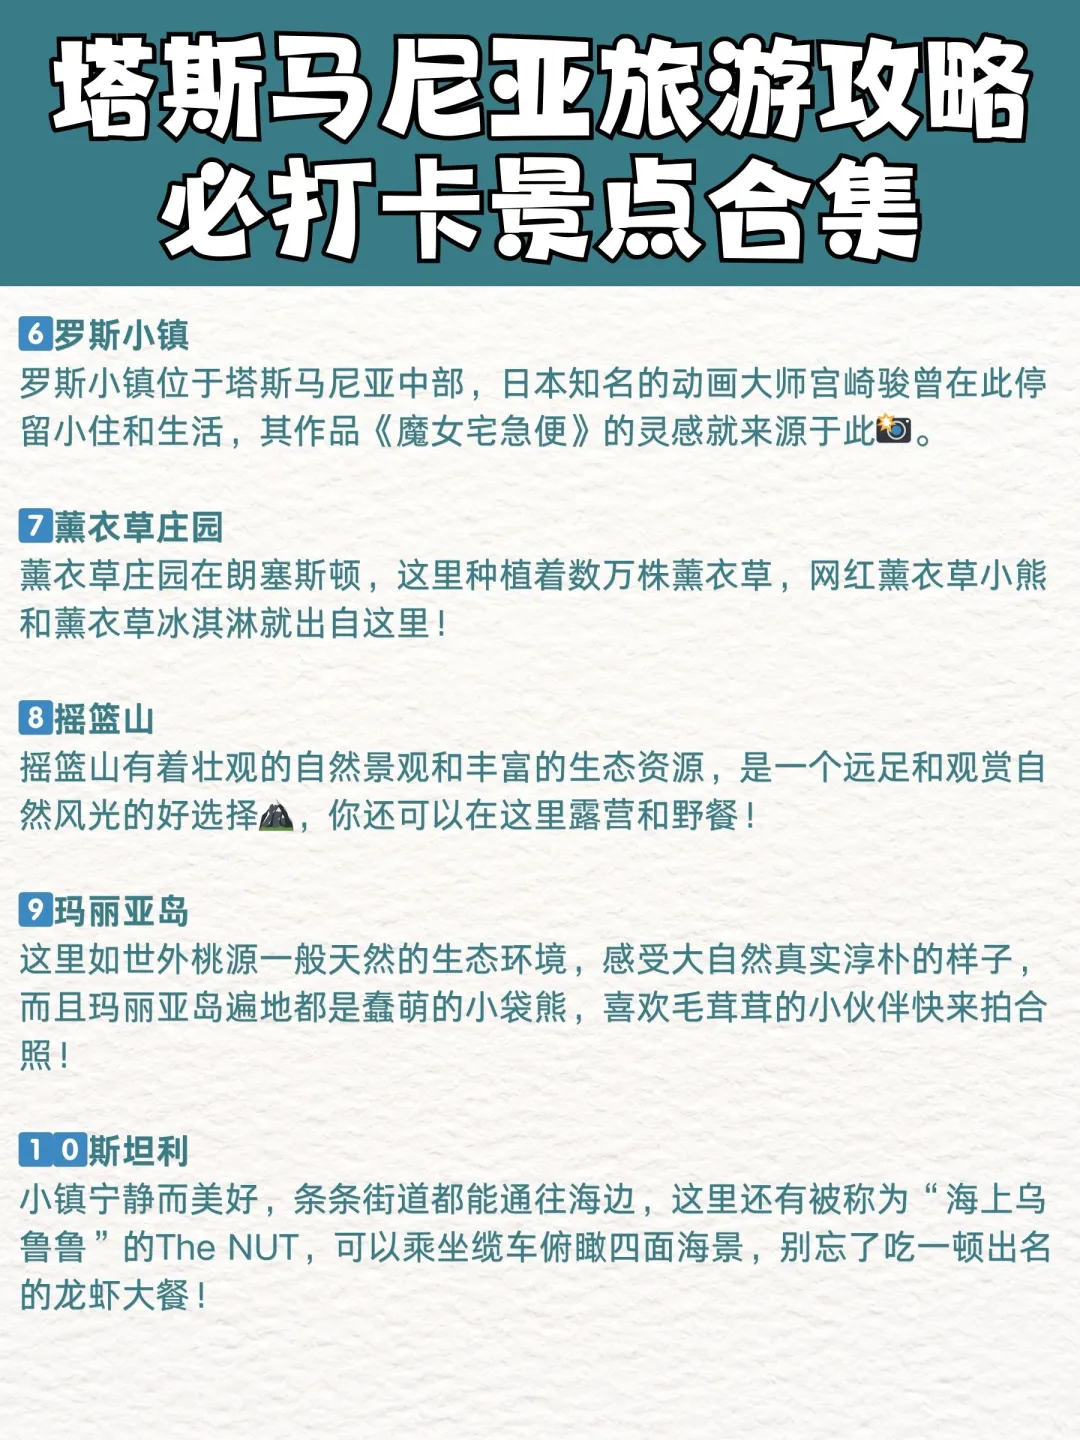 塔斯马尼亚旅游攻略
必打卡景点合集
6️⃣罗斯小镇
罗斯小镇位于塔斯马尼亚中部，日本知名的动画大师宫崎骏曾在此停
留小住和生活，其作品《魔女宅急便》的灵感就来源于此📸。
7️⃣薰衣草庄园
薰衣草庄园在朗塞斯顿，这里种植着数万株薰衣草，网红薰衣草小熊
和薰衣草冰淇淋就出自这里！
8️⃣摇篮山
摇篮山有着壮观的自然景观和丰富的生态资源，是一个远足和观赏自
然风光的好选择⛰️，你还可以在这里露营和野餐！
9️⃣玛丽亚岛
这里如世外桃源一般天然的生态环境，感受大自然真实淳朴的样子，
而且玛丽亚岛遍地都是蠢萌的小袋熊，喜欢毛茸茸的小伙伴快来拍合
照！
1️⃣0️⃣斯坦利
小镇宁静而美好，条条街道都能通往海边，这里还有被称为“海上乌
鲁鲁”的The NUT，可以乘坐缆车俯瞰四面海景，别忘了吃一顿出名
的龙虾大餐！